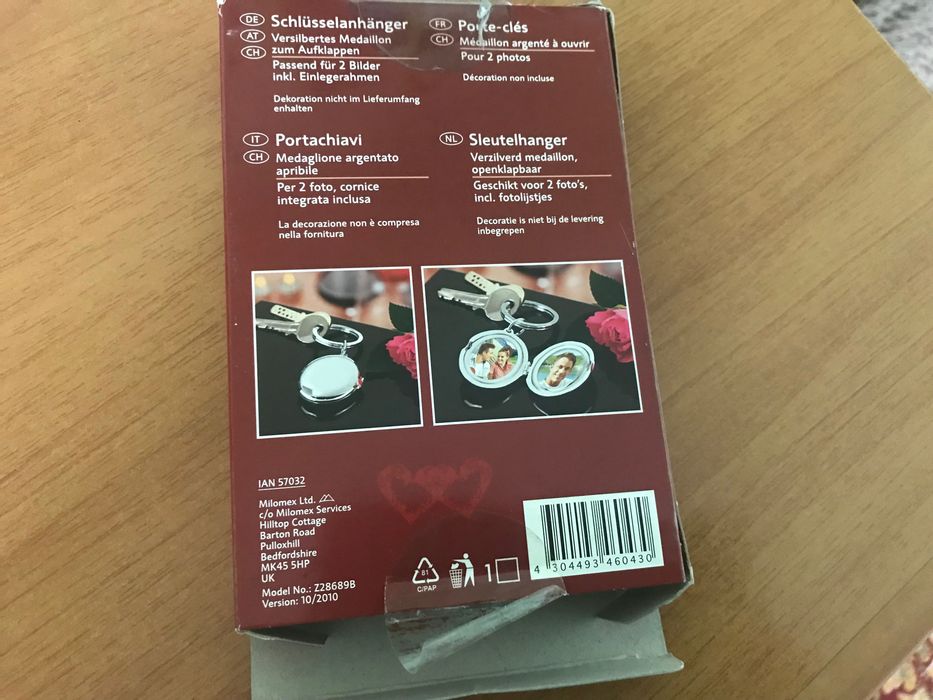 DE Schlüsselanhänger
AT Versilbertes Medaillon
CH zum Aufklappen
Passend für 2 Bilder
inkl. Einlegerahmen
Dekoration nicht im Lieferumfang
enthalten
FR Porte-clés
CH Médaillon argenté à ouvrir
Pour 2 photos
Décoration non incluse
IT Portachiavi
CH Medaglione argentato
apribile
Per 2 foto, cornice
integrata inclusa
La decorazione non è compresa
nella fornitura
NL Sleutelhanger
Verzilverd medaillon,
openklapbaar
Geschikt voor 2 foto's,
incl. fotolijstjes
Decoratie is niet bij de levering
inbegrepen
IAN 57032
Milomex Ltd.
c/o Milomex Services
Hilltop Cottage
Barton Road
Pulloxhill
Bedfordshire
MK45 5HP
UK
Model No.: Z28689B
Version: 10/2010
81
C/PAP
1
4 304493 460430